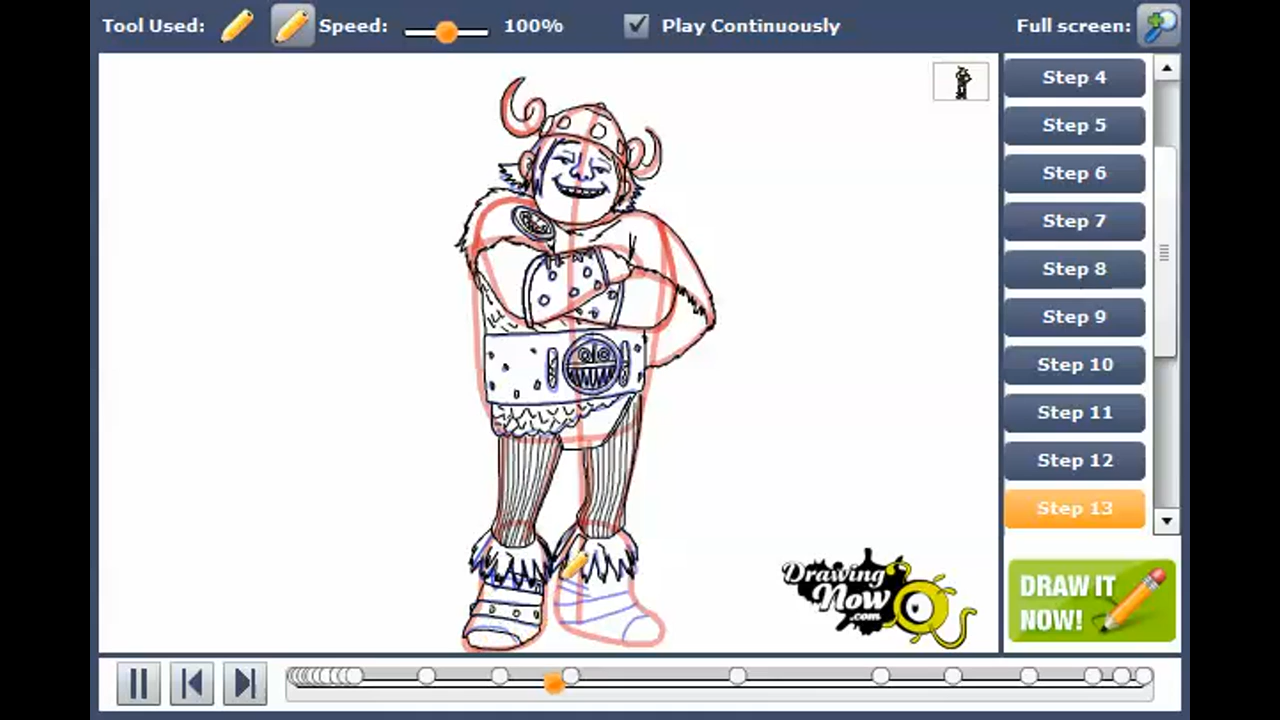 Tool Used: Speed: 100% Play Continuously Full screen:
Step 4
Step 5
Step 6
Step 7
Step 8
Step 9
Step 10
Step 11
Step 12
Step 13
Drawing
Now
.com
DRAW IT
NOW!